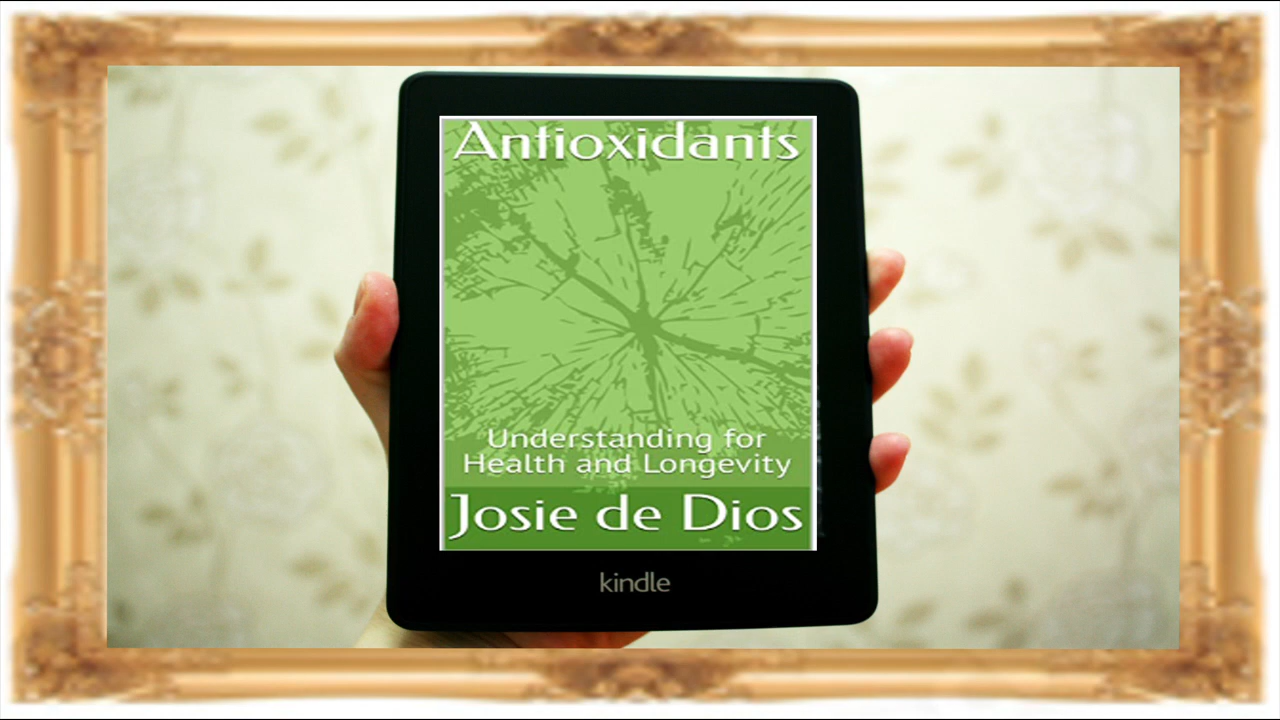 Antioxidants
Understanding for
Health and Longevity
Josie de Dios
kindle